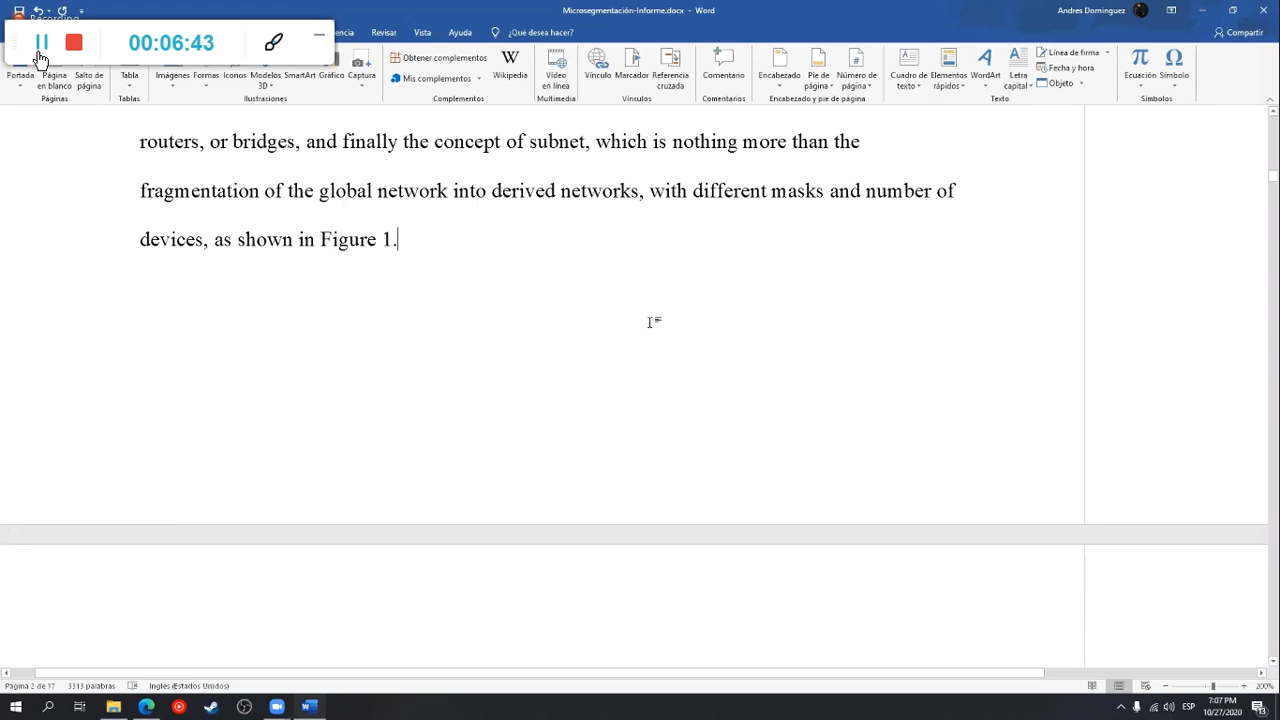 Recording
Microsegmentación-Informe.docx - Word
Andres Dominguez
00:06:43
Revisar
Vista
Ayuda
¿Qué desea hacer?
Compartir
Portada
Página en blanco
Salto de página
Páginas
Tabla
Tablas
Imágenes
Formas
Iconos
Modelos 3D
SmartArt
Gráfico
Captura
Ilustraciones
Obtener complementos
Mis complementos
Wikipedia
Complementos
Vídeo en línea
Multimedia
Vínculo
Marcador
Referencia cruzada
Vínculos
Comentario
Comentarios
Encabezado
Pie de página
Número de página
Encabezado y pie de página
Cuadro de texto
Elementos rápidos
WordArt
Letra capital
Línea de firma
Fecha y hora
Objeto
Texto
Ecuación
Símbolo
Símbolos
routers, or bridges, and finally the concept of subnet, which is nothing more than the
fragmentation of the global network into derived networks, with different masks and number of
devices, as shown in Figure 1.
Página 2 de 17
3313 palabras
Inglés (Estados Unidos)
200%
ESP
7:07 PM
10/27/2020